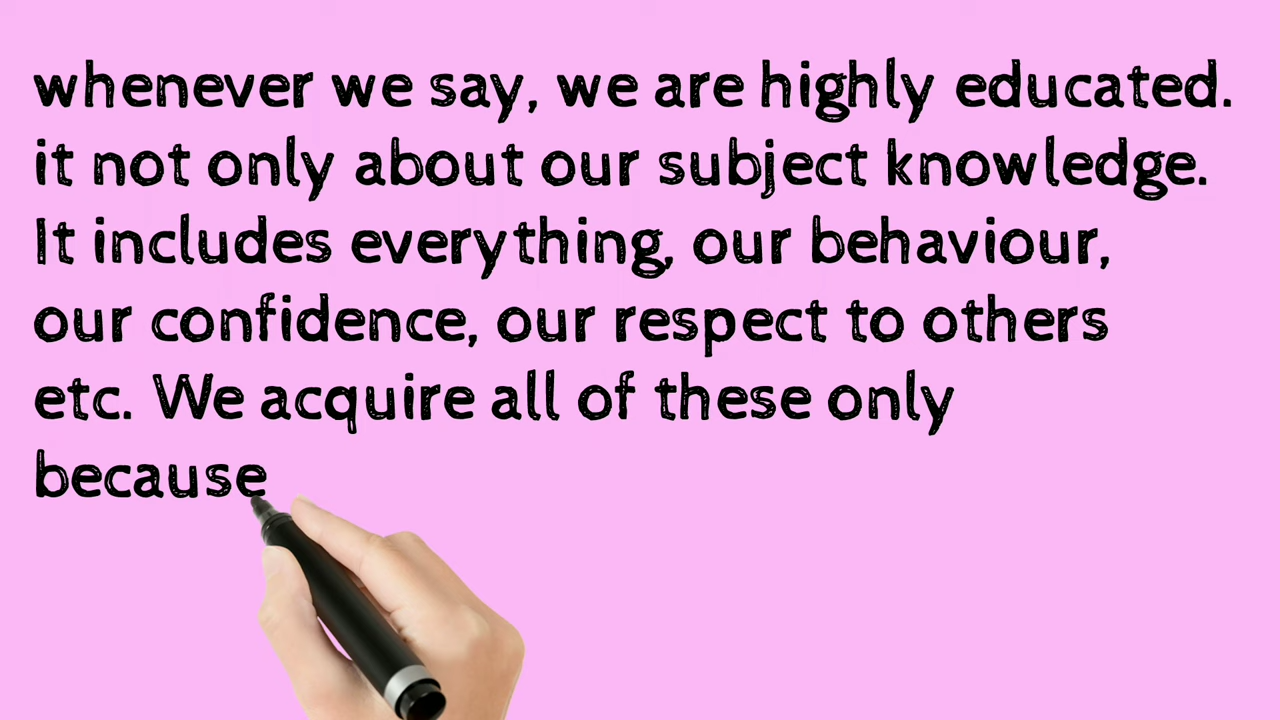 whenever we say, we are highly educated.
it not only about our subject knowledge.
It includes everything, our behaviour,
our confidence, our respect to others
etc. We acquire all of these only
because